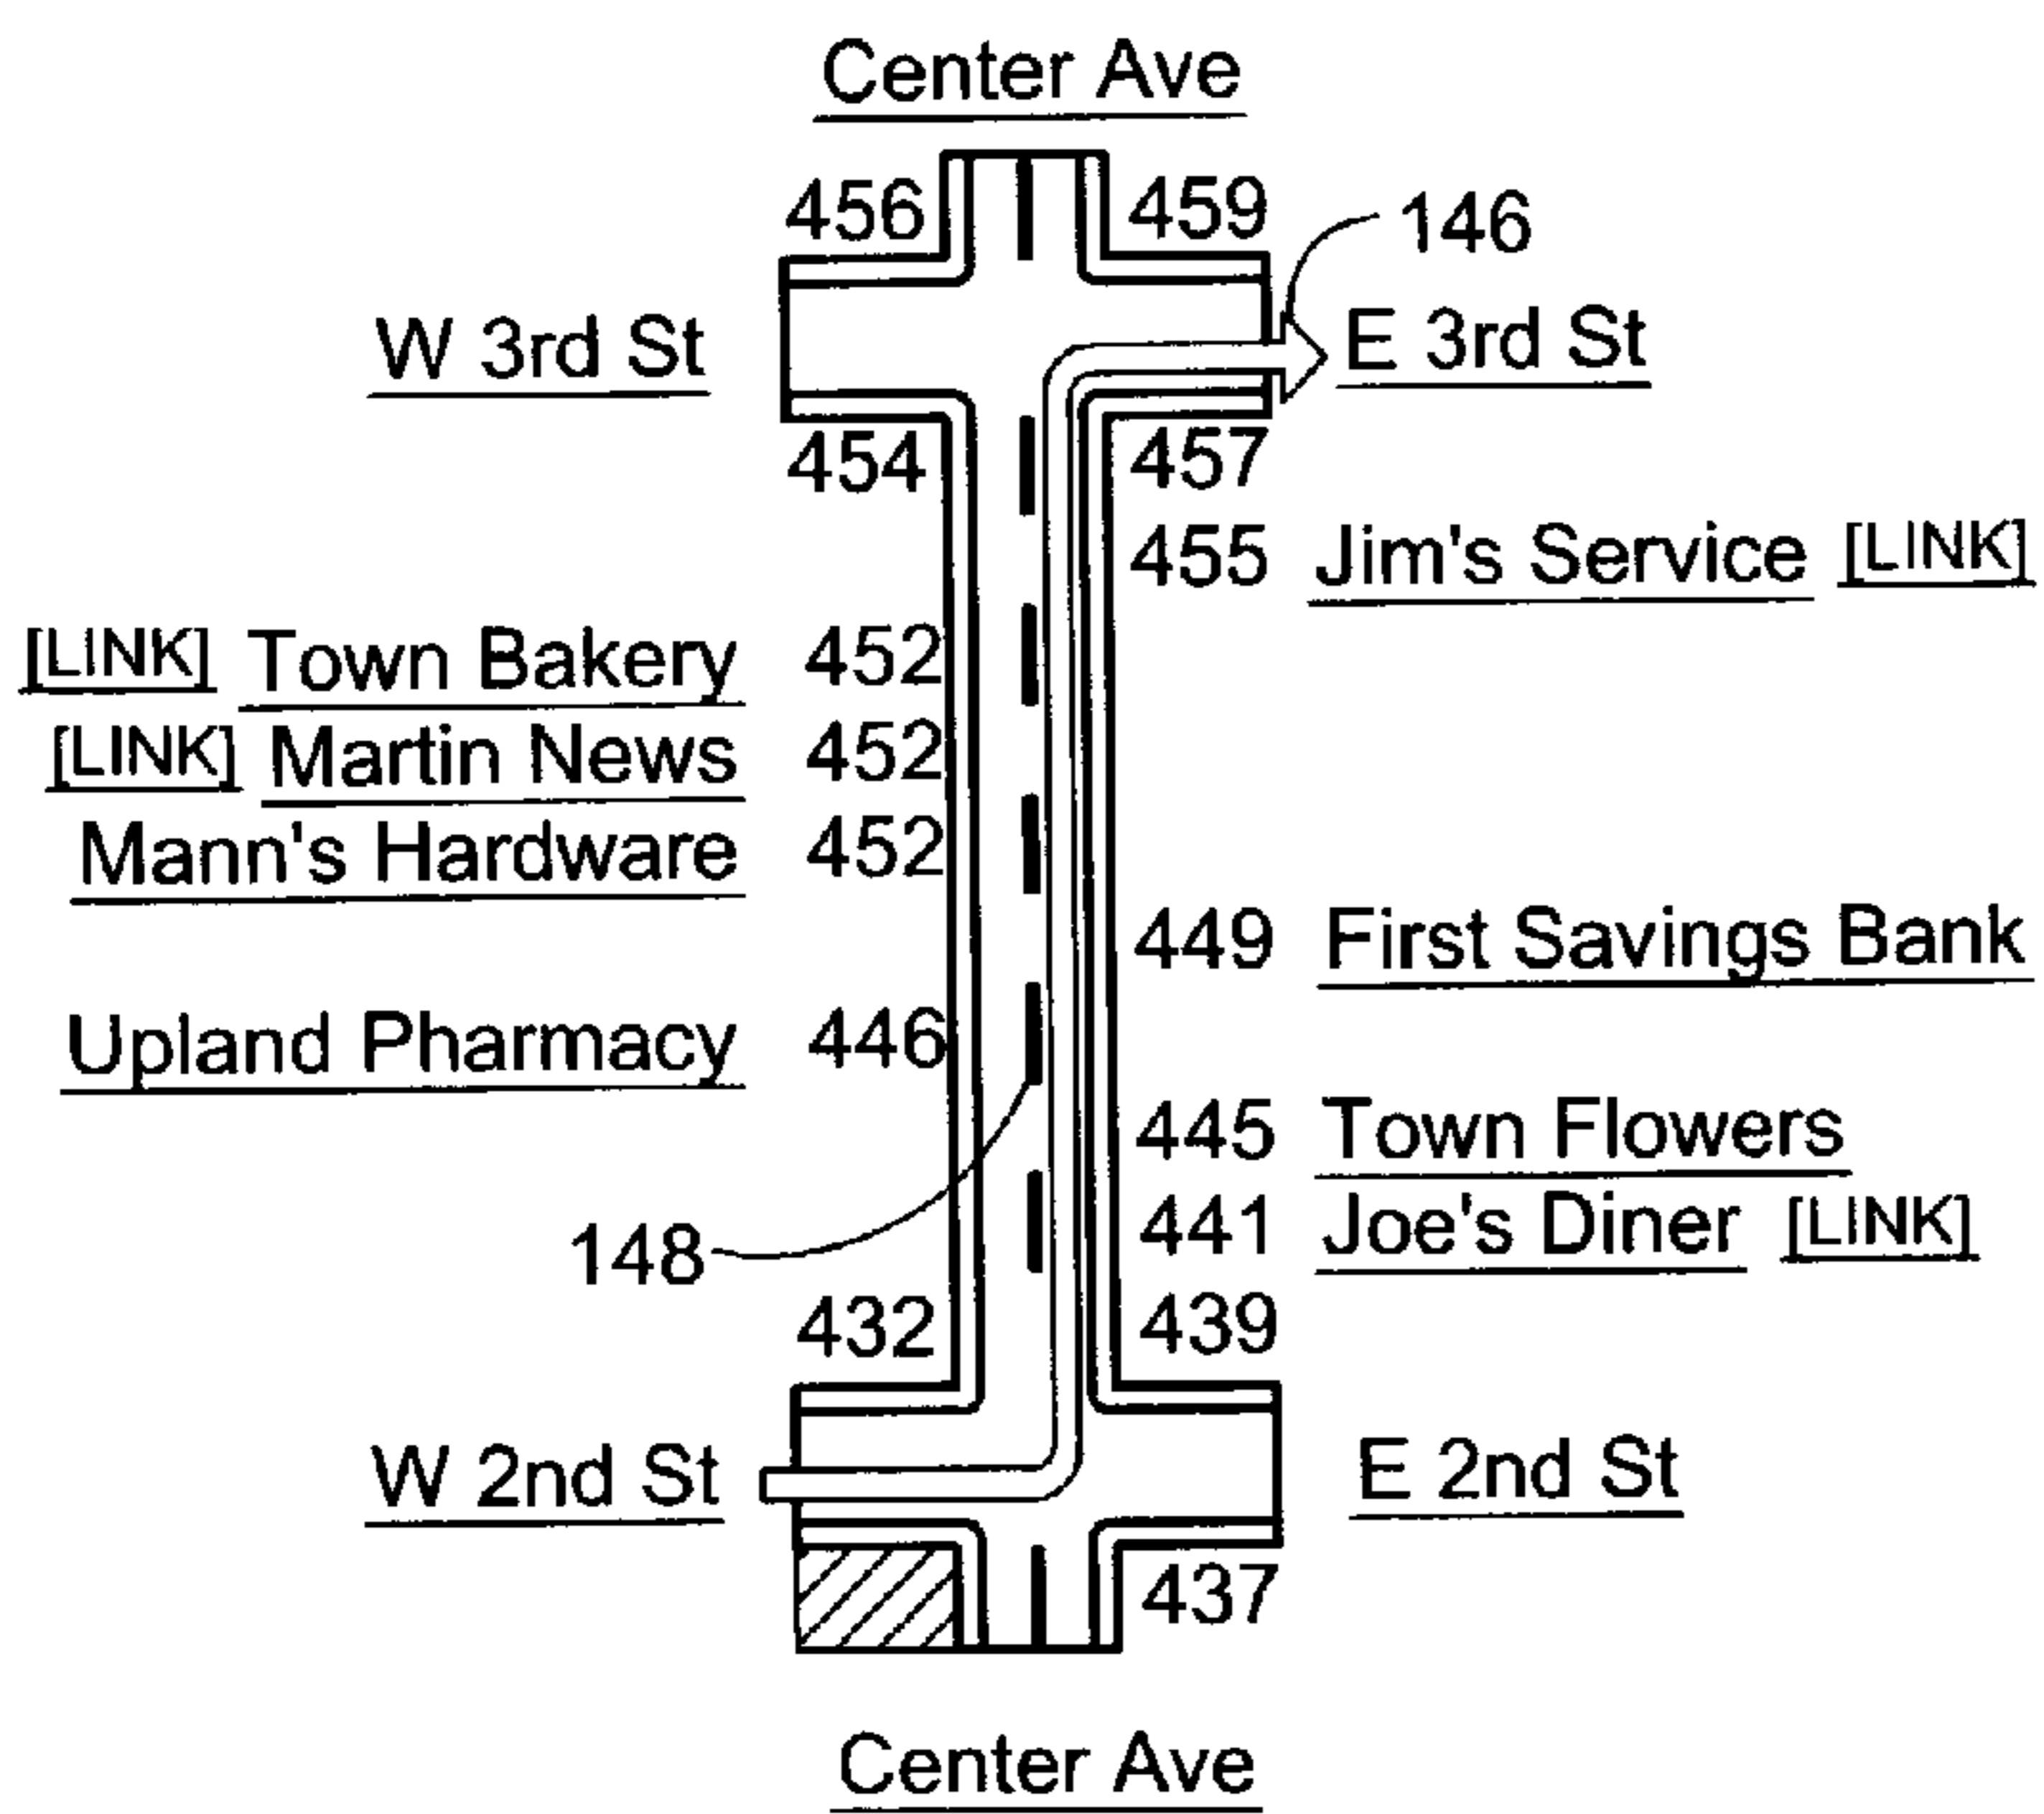 Center Ave
456 459 146
W 3rd St E 3rd St
454 457
455 Jim's Service [LINK]
[LINK] Town Bakery 452
[LINK] Martin News 452
Mann's Hardware 452
449 First Savings Bank
Upland Pharmacy 446
445 Town Flowers
148 441 Joe's Diner [LINK]
432 439
W 2nd St E 2nd St
437
Center Ave